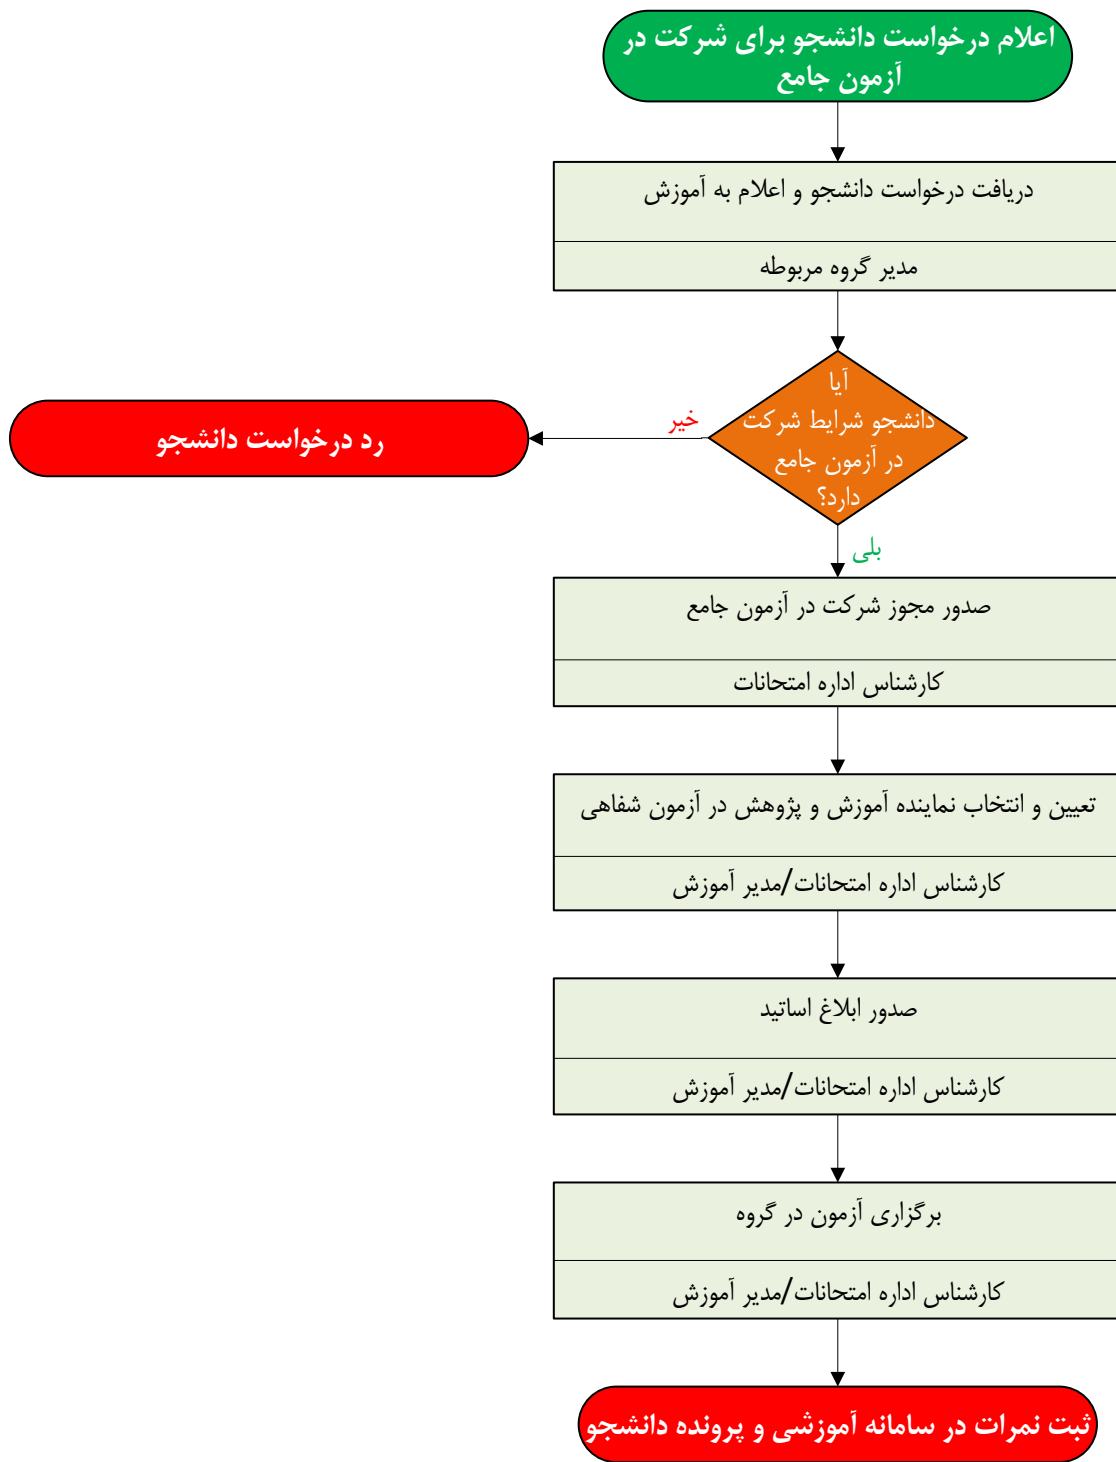 اعلام درخواست دانشجو برای شرکت در
آزمون جامع
دریافت درخواست دانشجو و اعلام به آموزش
مدیر گروه مربوطه
آیا
دانشجو شرایط شرکت
در آزمون جامع
دارد؟
خیر
رد درخواست دانشجو
بلی
صدور مجوز شرکت در آزمون جامع
کارشناس اداره امتحانات
تعیین و انتخاب نماینده آموزش و پژوهش در آزمون شفاهی
کارشناس اداره امتحانات/مدیر آموزش
صدور ابلاغ اساتید
کارشناس اداره امتحانات/مدیر آموزش
برگزاری آزمون در گروه
کارشناس اداره امتحانات/مدیر آموزش
ثبت نمرات در سامانه آموزشی و پرونده دانشجو